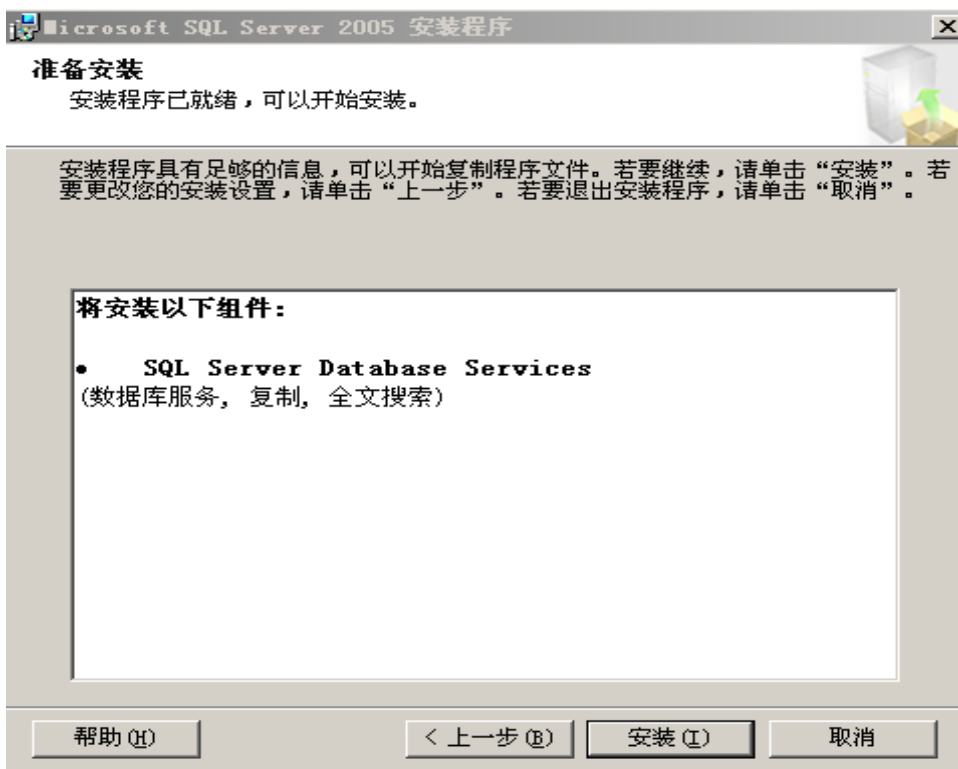 Microsoft SQL Server 2005 安装程序
准备安装
安装程序已就绪，可以开始安装。
安装程序具有足够的信息，可以开始复制程序文件。若要继续，请单击“安装”。若
要更改您的安装设置，请单击“上一步”。若要退出安装程序，请单击“取消”。
将安装以下组件:
• SQL Server Database Services
(数据库服务, 复制, 全文搜索)
帮助(H)
< 上一步(B)
安装(I)
取消